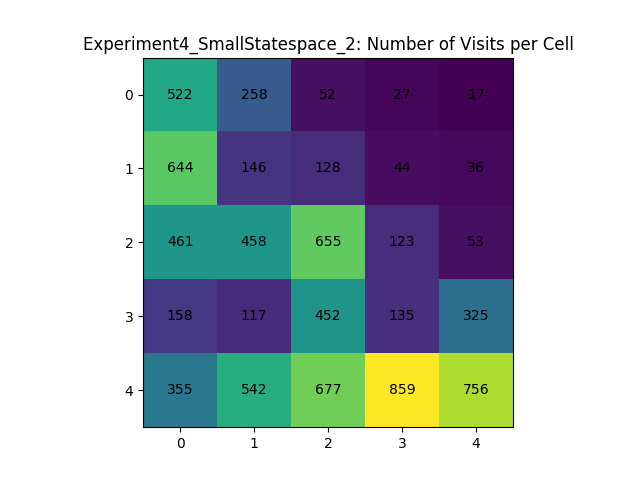 Experiment4_SmallStatespace_2: Number of Visits per Cell
0 522 258 52 27 17
1 644 146 128 44 36
2 461 458 655 123 53
3 158 117 452 135 325
4 355 542 677 859 756
0 1 2 3 4